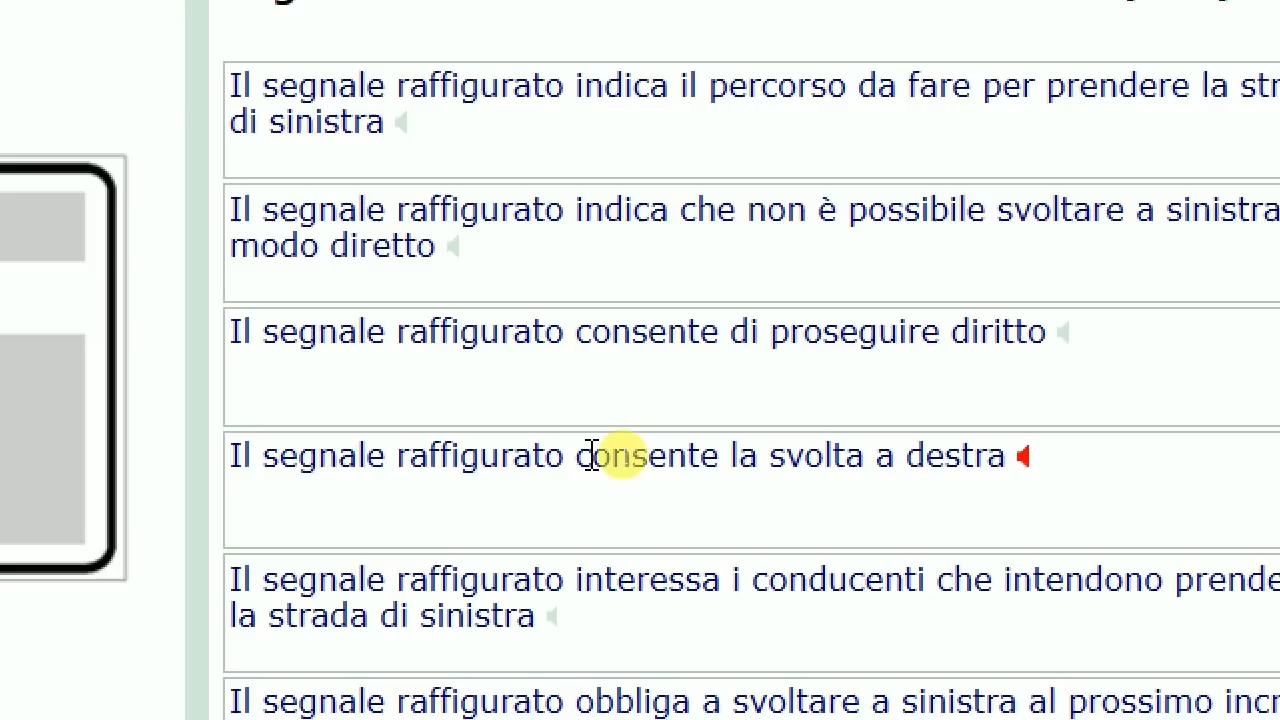 Il segnale raffigurato indica il percorso da fare per prendere la
di sinistra
Il segnale raffigurato indica che non è possibile svoltare a sinistra
modo diretto
Il segnale raffigurato consente di proseguire diritto
Il segnale raffigurato consente la svolta a destra
Il segnale raffigurato interessa i conducenti che intendono
la strada di sinistra
Il segnale raffigurato obbliga a svoltare a sinistra al prossimo